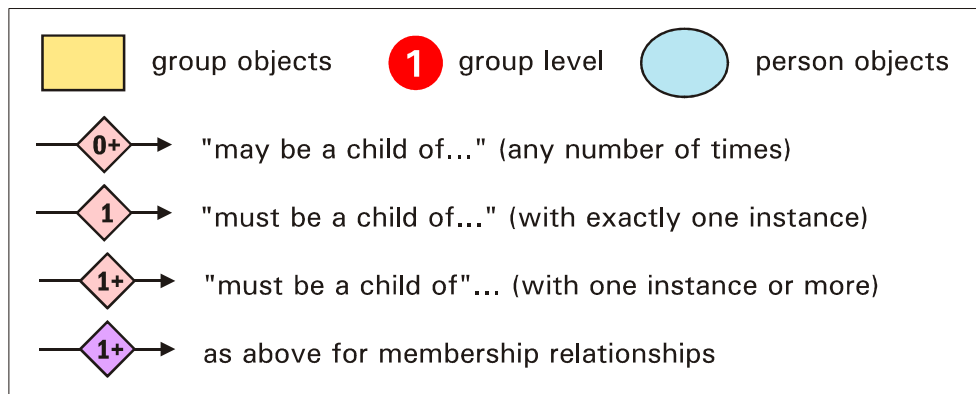 group objects 1 group level person objects
0+ "may be a child of..." (any number of times)
1 "must be a child of..." (with exactly one instance)
1+ "must be a child of"... (with one instance or more)
1+ as above for membership relationships